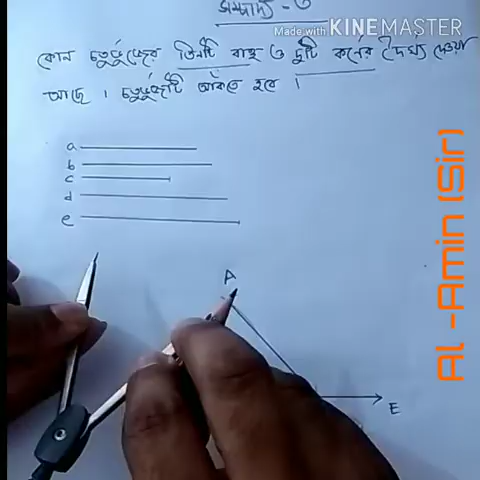 সম্পাদ্য - ৩
Made with KINEMASTER
কোন চতুর্ভুজের তিনটি বাহু ও দুটি কর্নের দৈর্ঘ্য দেওয়া
আছে । চতুর্ভুজটি আঁকতে হবে ।
a
b
c
d
e
A
E
Al -Amin (Sir)